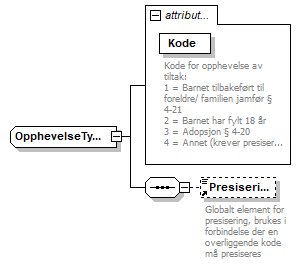 attribut...
Kode
Kode for opphevelse av
tiltak:
1 = Barnet tilbakeført til
foreldre/ familien jamfør §
4-21
2 = Barnet har fylt 18 år
3 = Adopsjon § 4-20
4 = Annet (krever presiser...
OpphevelseTy...
Presiseri...
Globalt element for
presisering, brukes i
forbindelse der en
overliggende kode
må presiseres